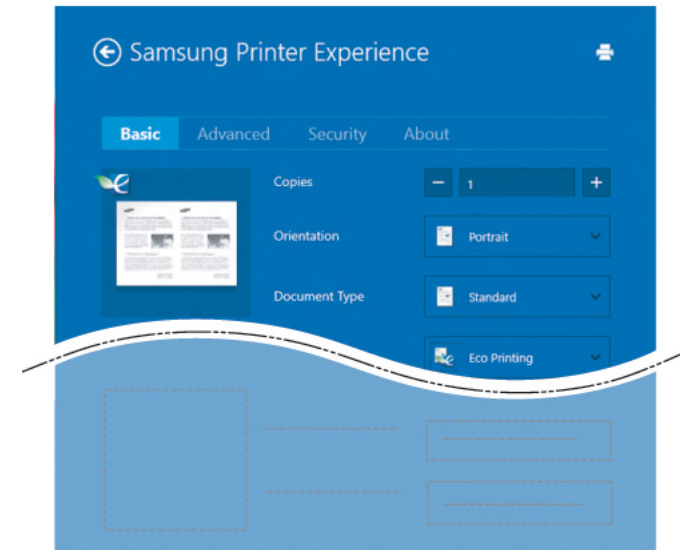 Samsung Printer Experience
Basic Advanced Security About
Copies 1
Orientation Portrait
Document Type Standard
Eco Printing